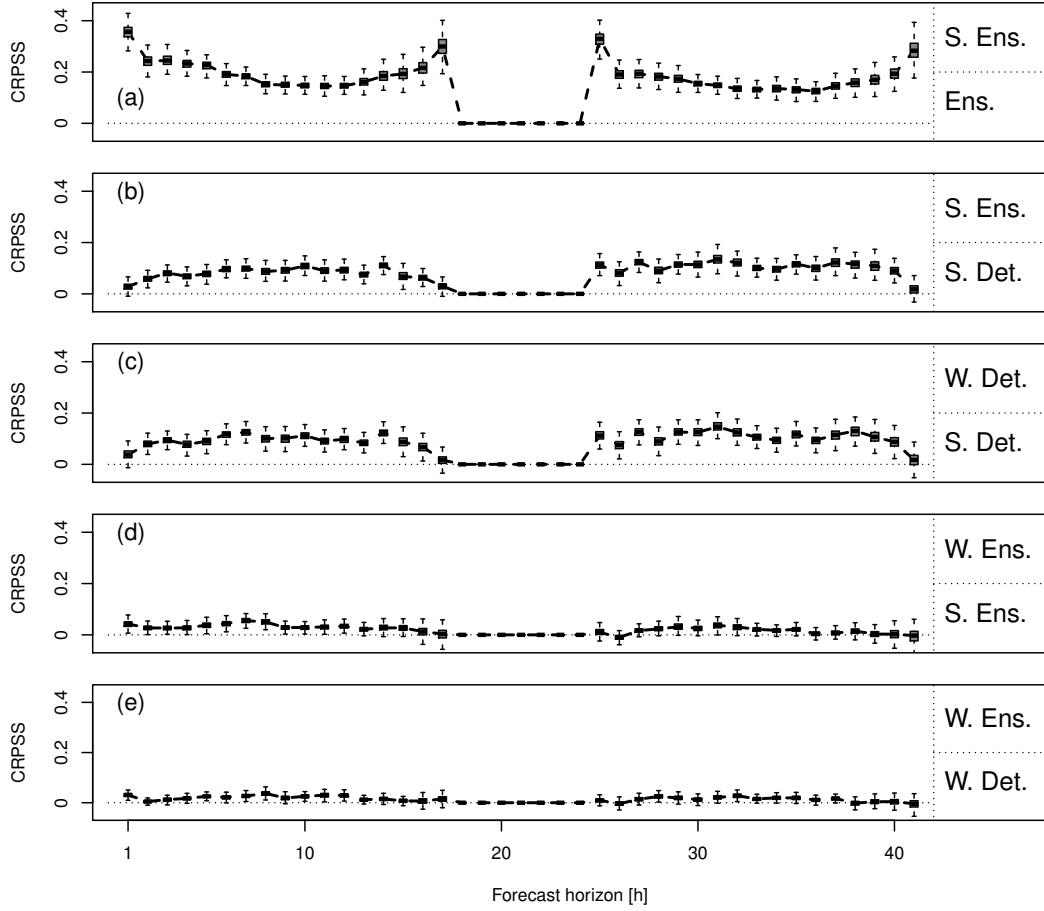 CRPSS
0.4
0.2
0
(a)
S. Ens.
Ens.
CRPSS
0.4
0.2
0
(b)
S. Ens.
S. Det.
CRPSS
0.4
0.2
0
(c)
W. Det.
S. Det.
CRPSS
0.4
0.2
0
(d)
W. Ens.
S. Ens.
CRPSS
0.4
0.2
0
(e)
W. Ens.
W. Det.
1 10 20 30 40
Forecast horizon [h]